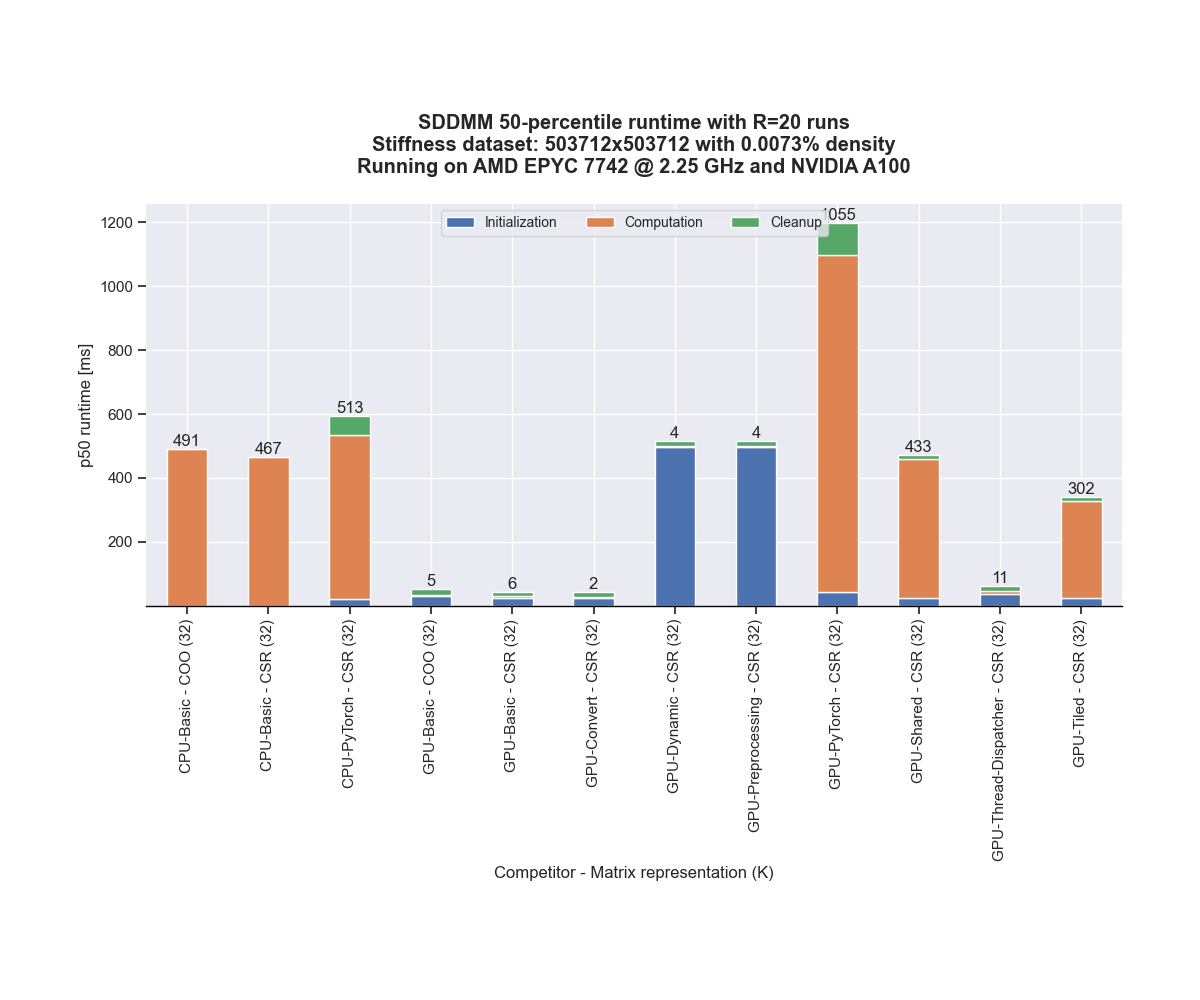 SDDMM 50-percentile runtime with R=20 runs
Stiffness dataset: 503712x503712 with 0.0073% density
Running on AMD EPYC 7742 @ 2.25 GHz and NVIDIA A100
Initialization
Computation
Cleanup
p50 runtime [ms]
1200
1000
800
600
400
200
491
467
513
5
6
2
4
4
1055
433
11
302
CPU-Basic - COO (32)
CPU-Basic - CSR (32)
CPU-PyTorch - CSR (32)
GPU-Basic - COO (32)
GPU-Basic - CSR (32)
GPU-Convert - CSR (32)
GPU-Dynamic - CSR (32)
GPU-Preprocessing - CSR (32)
GPU-PyTorch - CSR (32)
GPU-Shared - CSR (32)
GPU-Thread-Dispatcher - CSR (32)
GPU-Tiled - CSR (32)
Competitor - Matrix representation (K)